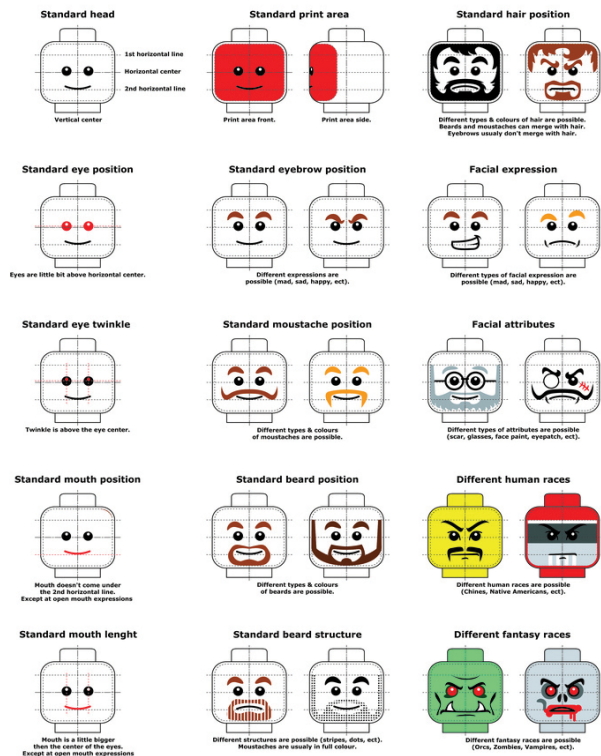 Standard head
1st horizontal line
Horizontal center
2nd horizontal line
Vertical center
Standard print area
Print area front.
Print area side.
Standard hair position
Different types & colours of hair are possible.
Beards and moustaches can merge with hair.
Eyebrows usualy don't merge with hair.
Standard eye position
Eyes are little bit above horizontal center.
Standard eyebrow position
Different expressions are
possible (mad, sad, happy, ect).
Facial expression
Different types of facial expression are
possible (mad, sad, happy, ect).
Standard eye twinkle
Twinkle is above the eye center.
Standard moustache position
Different types & colours
of moustaches are possible.
Facial attributes
Different types of attributes are possible
(scar, glasses, face paint, eyepatch, ect).
Standard mouth position
Mouth doesn't come under
the 2nd horizontal line.
Except at open mouth expressions
Standard beard position
Different types & colours
of beards are possible.
Different human races
Different human races are possible
(Chines, Native Americans, ect).
Standard mouth lenght
Mouth is a little bigger
then the center of the eyes.
Except at open mouth expressions
Standard beard structure
Different structures are possible (stripes, dots, ect).
Moustaches are usualy in full colour.
Different fantasy races
Different fantasy races are possible
(Orcs, Zombies, Vampires, ect).